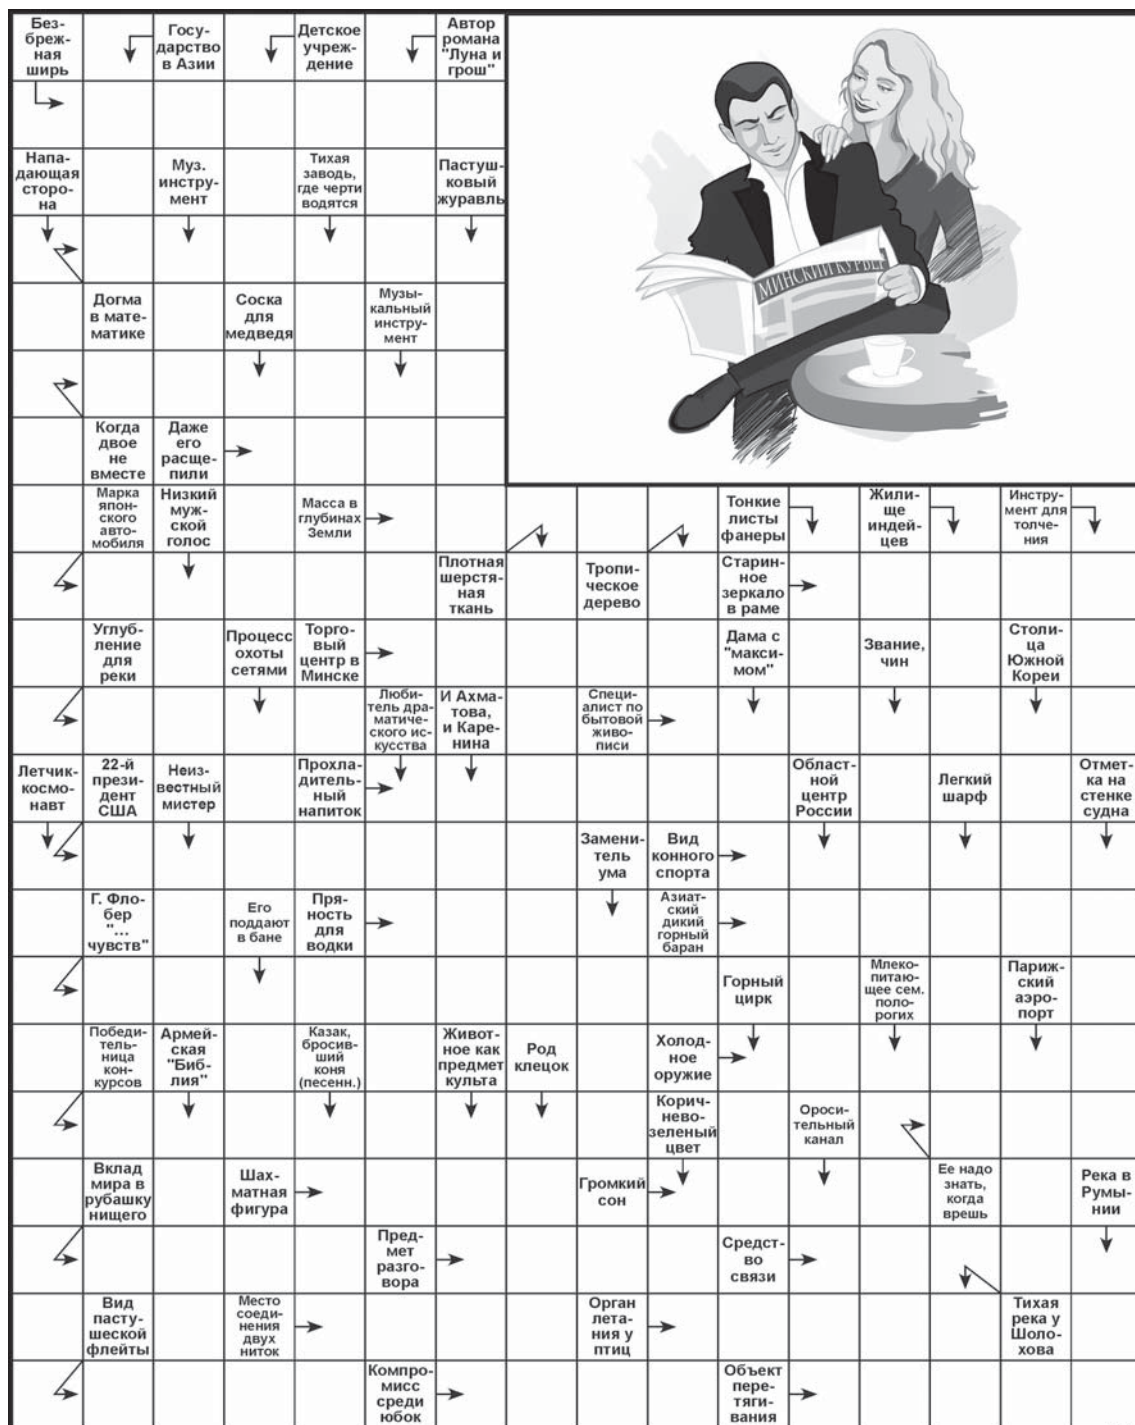 Без-
бреж-
ная
ширь
Госу-
дарство
в Азии
Детское
учреж-
дение
Автор
романа
"Луна и
грош"
Напа-
дающая
сторо-
на
Муз.
инстру-
мент
Тихая
заводь,
где черти
водятся
Пастуш-
ковый
журавль
МИНСКИЙ КУРЬЕР
Догма
в мате-
матике
Соска
для
медведя
Музы-
кальный
инстру-
мент
Когда
двое
не
вместе
Даже
его
расще-
пили
Марка
япон-
ского
авто-
мобиля
Низкий
муж-
ской
голос
Масса в
глубинах
Земли
Тонкие
листы
фанеры
Жили-
ще
индей-
цев
Инстру-
мент для
толче-
ния
Плотная
шерстя-
ная
ткань
Тропи-
ческое
дерево
Старин-
ное
зеркало
в раме
Углуб-
ление
для
реки
Процесс
охоты
сетями
Торго-
вый
центр в
Минске
Дама с
"макси-
мом"
Звание,
чин
Столи-
ца
Южной
Кореи
Люби-
тель дра-
матиче-
ского ис-
кусства
И Ахма-
това,
и Каре-
нина
Специ-
алист по
бытовой
живо-
писи
Летчик-
космо-
навт
22-й
прези-
дент
США
Неиз-
вестный
мистер
Прохла-
дитель-
ный
напиток
Област-
ной
центр
России
Легкий
шарф
Отмет-
ка на
стенке
судна
Замени-
тель
ума
Вид
конного
спорта
Г. Фло-
бер
"...
чувств"
Его
поддают
в бане
Пря-
ность
для
водки
Азиат-
ский
дикий
горный
баран
Горный
цирк
Млеко-
питаю-
щее сем.
поло-
рогих
Париж-
ский
аэро-
порт
Победи-
тель-
ница
кон-
курсов
Армей-
ская
"Биб-
лия"
Казак,
бросив-
ший
коня
(песенн.)
Живот-
ное как
предмет
культа
Род
клецок
Холод-
ное
оружие
Корич-
нево-
зеленый
цвет
Ороси-
тельный
канал
Вклад
мира в
рубашку
нищего
Шах-
матная
фигура
Громкий
сон
Ее надо
знать,
когда
врешь
Река в
Румы-
нии
Пред-
мет
разго-
вора
Средст-
во
связи
Вид
пасту-
шеской
флейты
Место
соеди-
нения
двух
ниток
Орган
лета-
ния у
птиц
Тихая
река у
Шоло-
хова
Компро-
мисс
среди
юбок
Объект
пере-
тяги-
вания